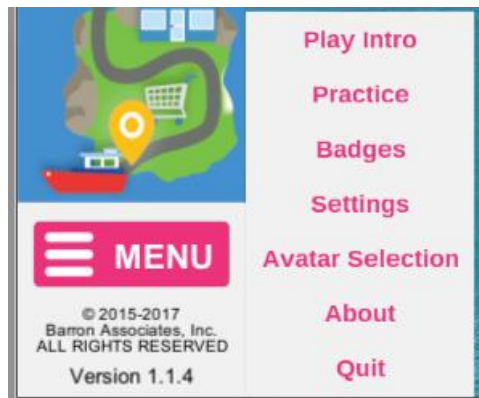 MENU
© 2015-2017
Barron Associates, Inc.
ALL RIGHTS RESERVED
Version 1.1.4
Play Intro
Practice
Badges
Settings
Avatar Selection
About
Quit